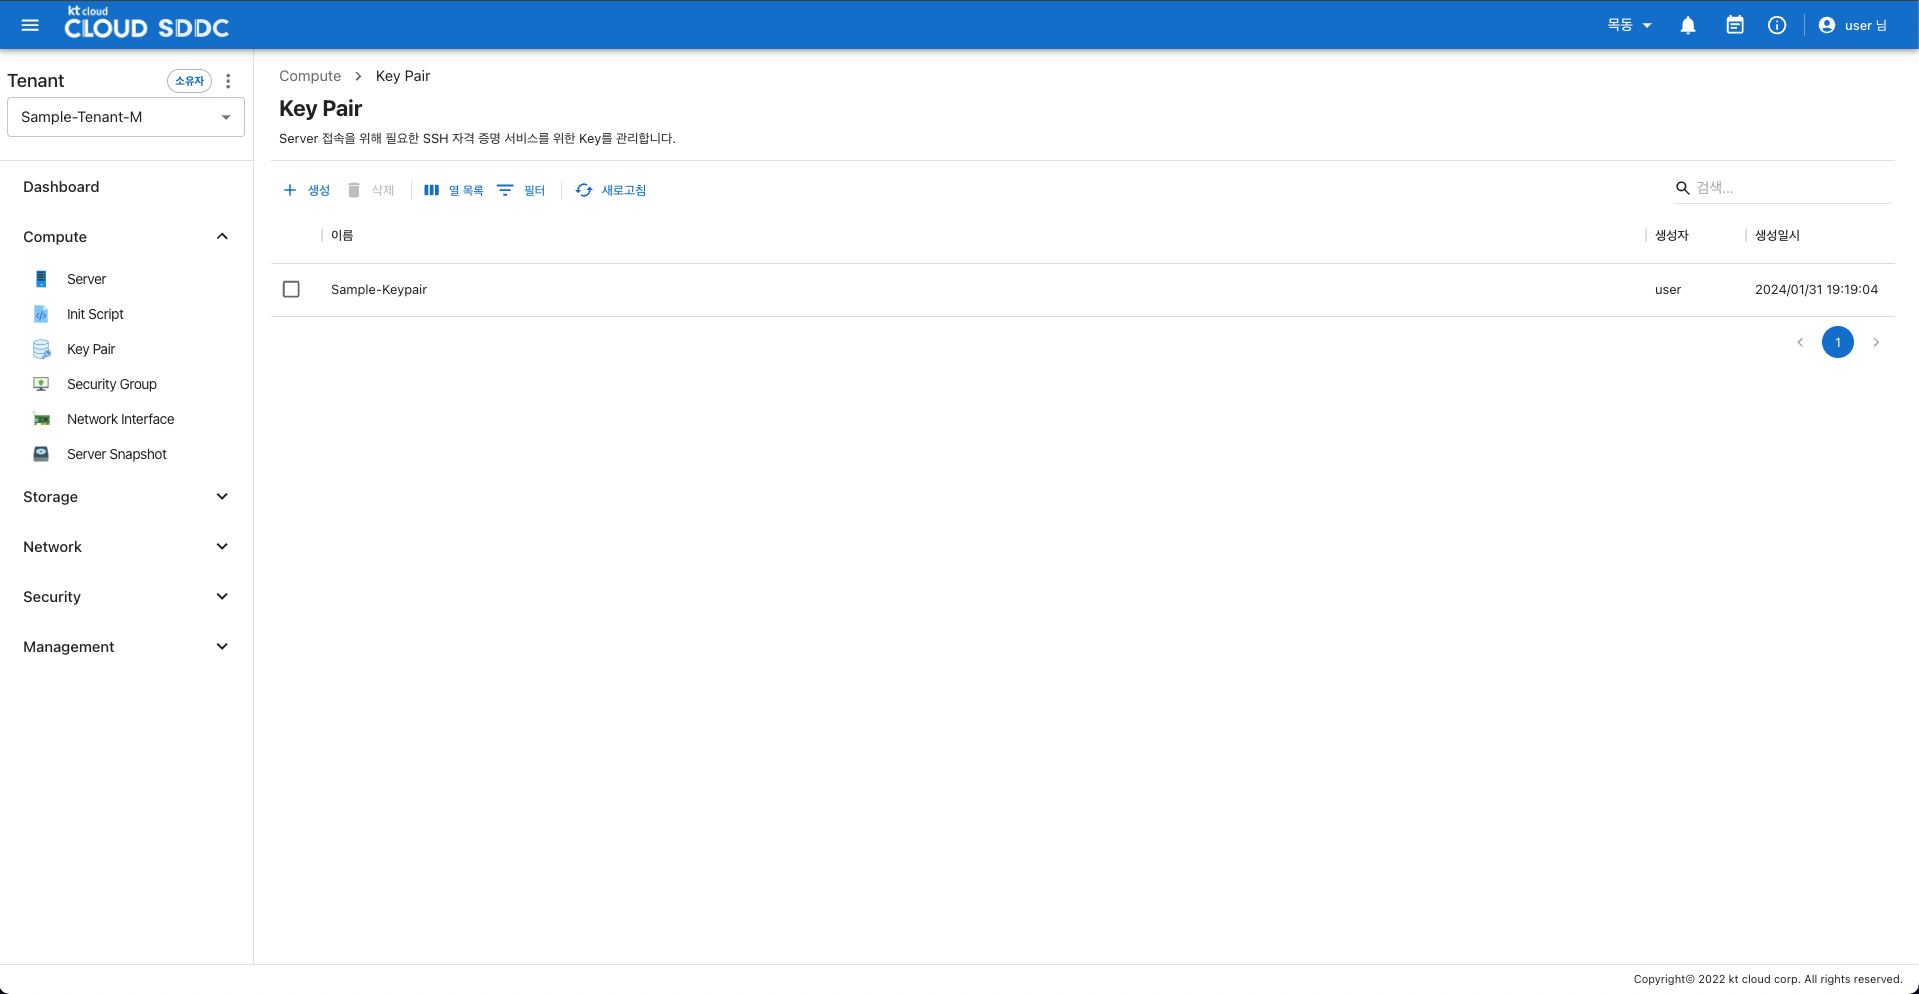 kt cloud
CLOUD SDDC
목동
user 님
Tenant
소유자
Sample-Tenant-M
Dashboard
Compute
Server
Init Script
Key Pair
Security Group
Network Interface
Server Snapshot
Storage
Network
Security
Management
Compute > Key Pair
Key Pair
Server 접속을 위해 필요한 SSH 자격 증명 서비스를 위한 Key를 관리합니다.
생성 삭제 열 목록 필터 새로고침 검색...
이름 생성자 생성일시
Sample-Keypair user 2024/01/31 19:19:04
1
Copyright© 2022 kt cloud corp. All rights reserved.